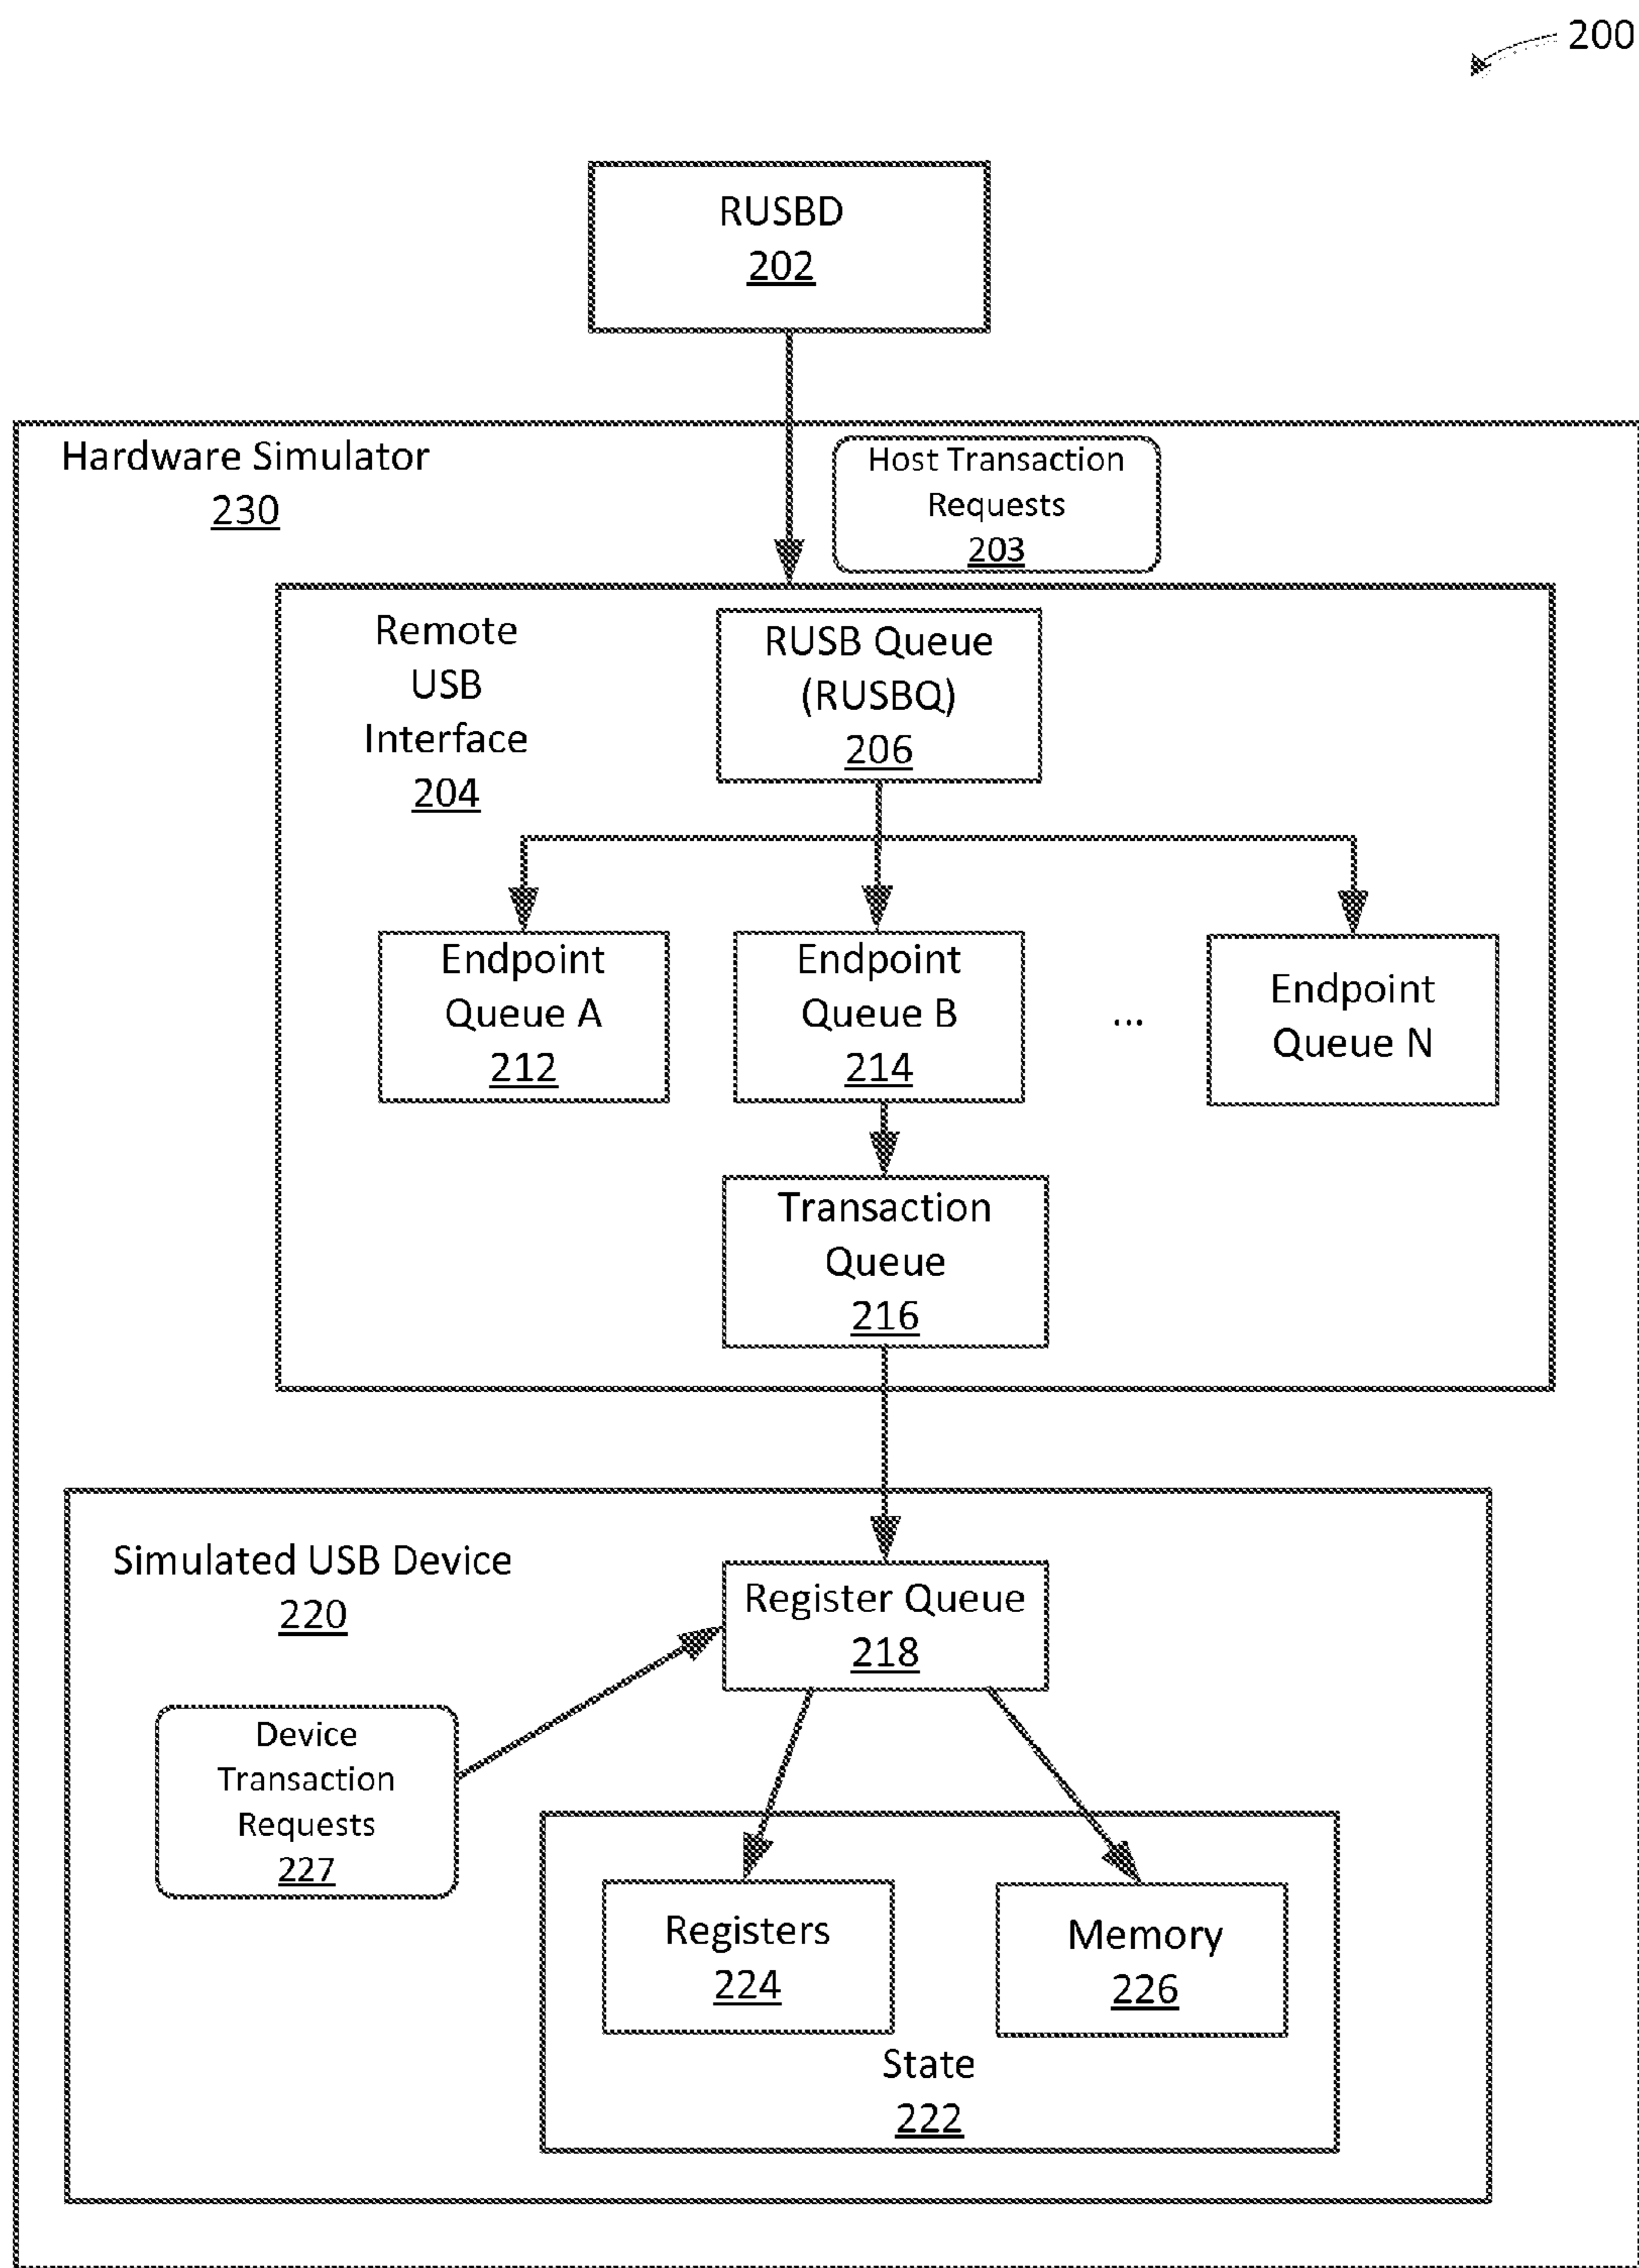 200
RUSBD
202
Hardware Simulator
230
Host Transaction
Requests
203
Remote
USB
Interface
204
RUSB Queue
(RUSBQ)
206
Endpoint
Queue A
212
Endpoint
Queue B
214
...
Endpoint
Queue N
Transaction
Queue
216
Simulated USB Device
220
Register Queue
218
Device
Transaction
Requests
227
Registers
224
Memory
226
State
222